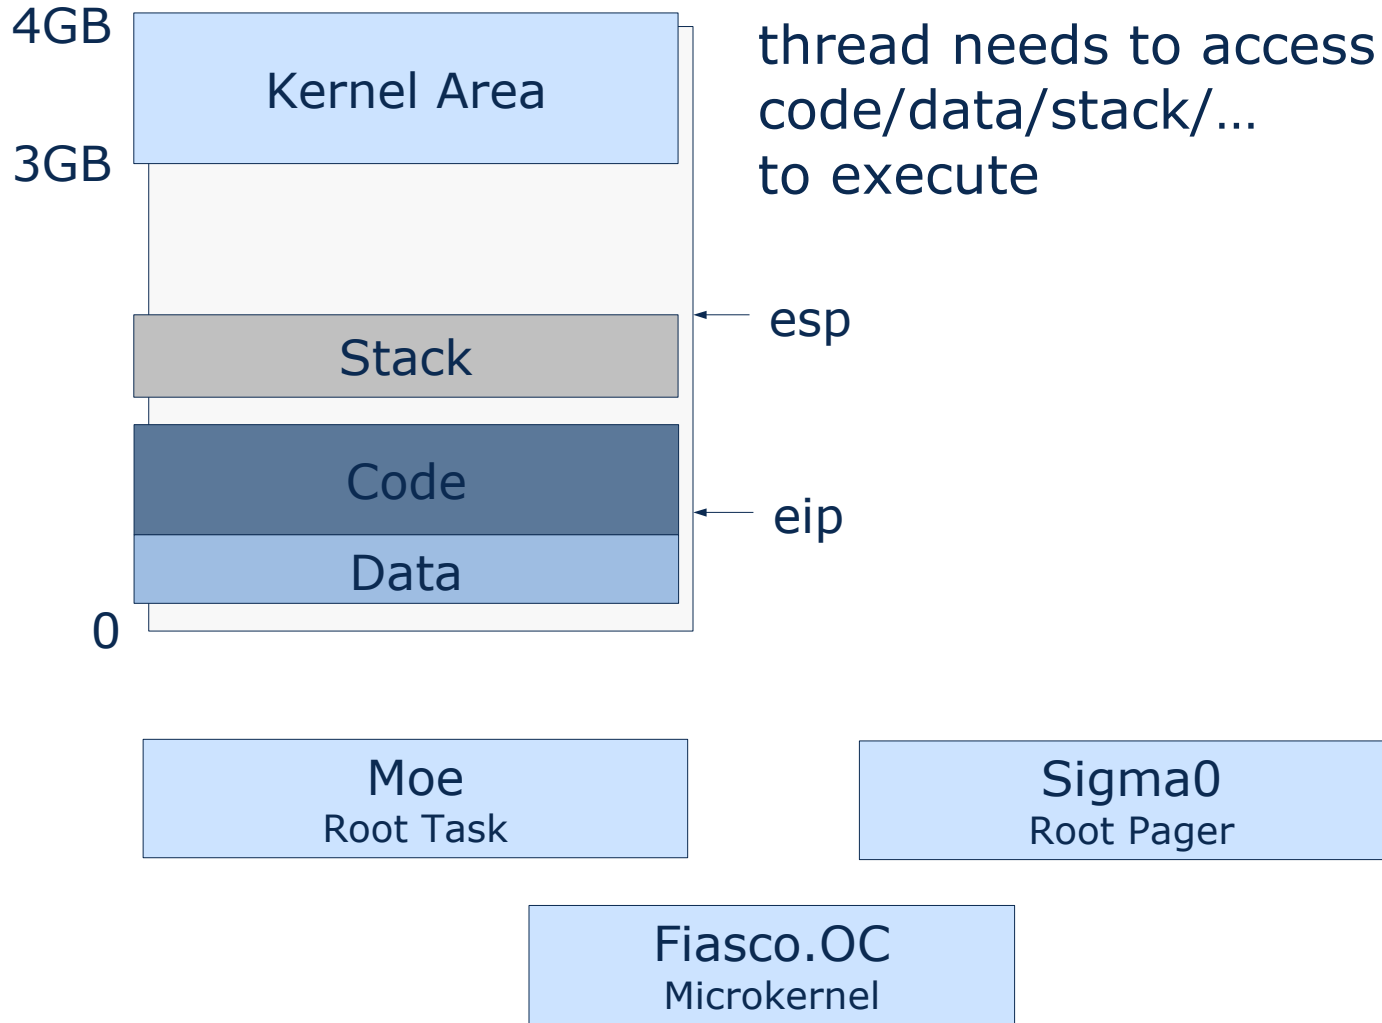 4GB
Kernel Area
3GB
thread needs to access
code/data/stack/...
to execute
esp
Stack
Code
eip
Data
0
Moe
Root Task
Sigma0
Root Pager
Fiasco.OC
Microkernel